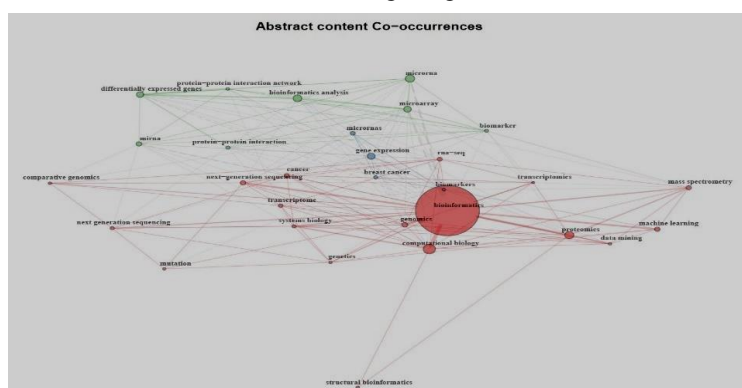 Abstract content Co-occurrences
microrna
protein-protein interaction network
differentially expressed genes
bioinformatics analysis
microarray
micrornas
biomarker
mirna
protein-protein interaction
gene expression
rna-seq
cancer
comparative genomics
next-generation sequencing
breast cancer
transcriptomics
mass spectrometry
biomarkers
transcriptome
bioinformatics
next generation sequencing
systems biology
genomics
proteomics
machine learning
computational biology
data mining
mutation
genetics
structural bioinformatics